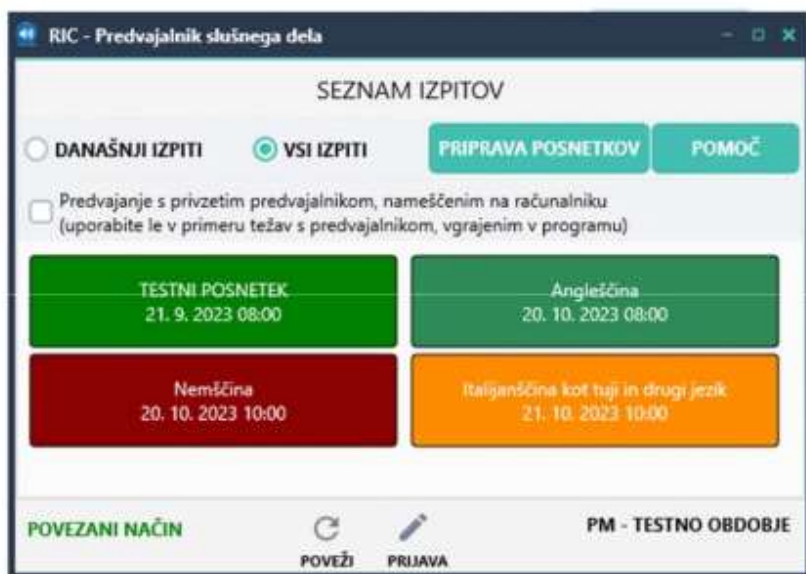 RIC - Predvajalnik slušnega dela
SEZNAM IZPITOV
DANAŠNJI IZPITI
VSI IZPITI
PRIPRAVA POSNETKOV
POMOČ
Predvajanje s privzetim predvajalnikom, nameščenim na računalniku
(uporabite le v primeru težav s predvajalnikom, vgrajenim v programu)
TESTNI POSNETEK
21. 9. 2023 08:00
Angleščina
20. 10. 2023 08:00
Nemščina
20. 10. 2023 10:00
Italijanščina kot tuji in drugi jezik
21. 10. 2023 10:00
POVEZANI NAČIN
POVEŽI
PRIJAVA
PM - TESTNO OBDOBJE